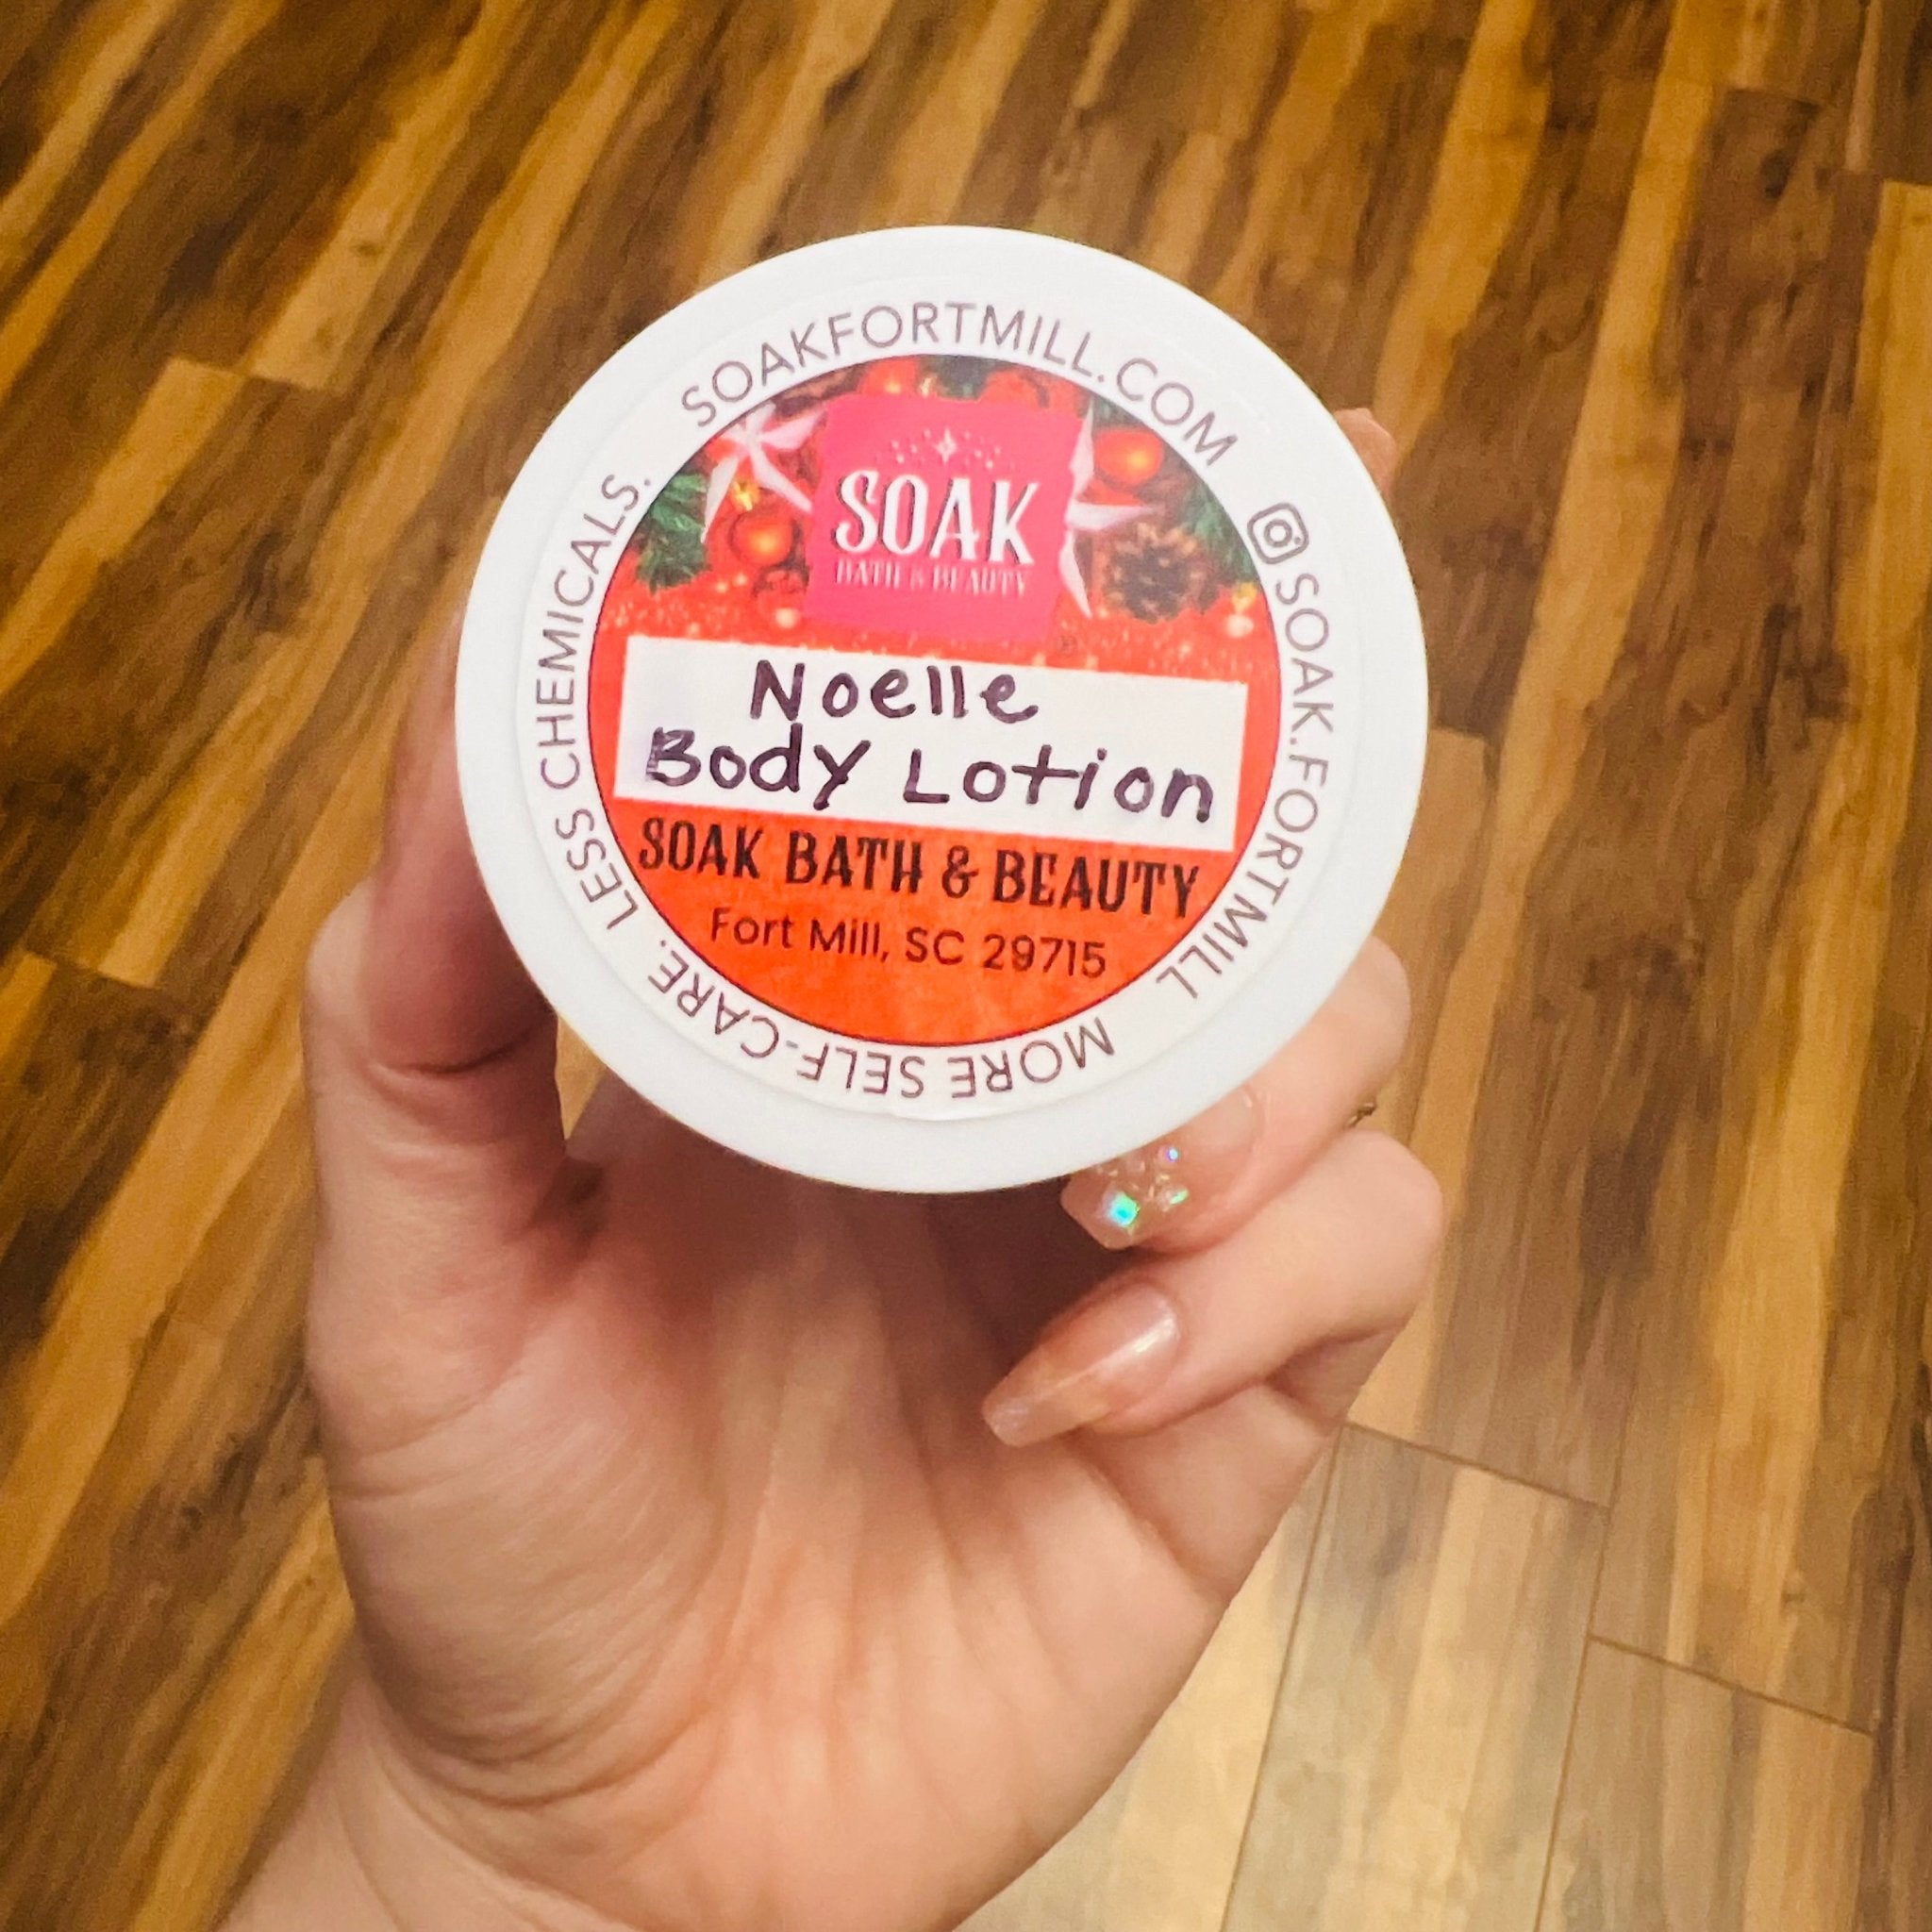 SOAKFORTMILL.COM
SOAK.FORTMILL
MORE SELF-CARE. LESS CHEMICALS.
SOAK
BATH & BEAUTY
Noelle
Body Lotion
SOAK BATH & BEAUTY
Fort Mill, SC 29715